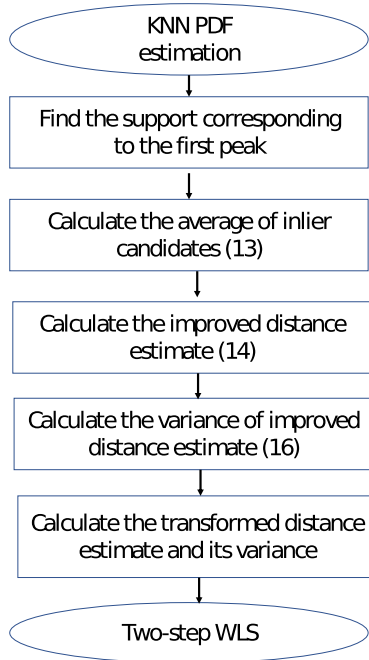 KNN PDF
estimation
Find the support corresponding
to the first peak
Calculate the average of inlier
candidates (13)
Calculate the improved distance
estimate (14)
Calculate the variance of improved
distance estimate (16)
Calculate the transformed distance
estimate and its variance
Two-step WLS